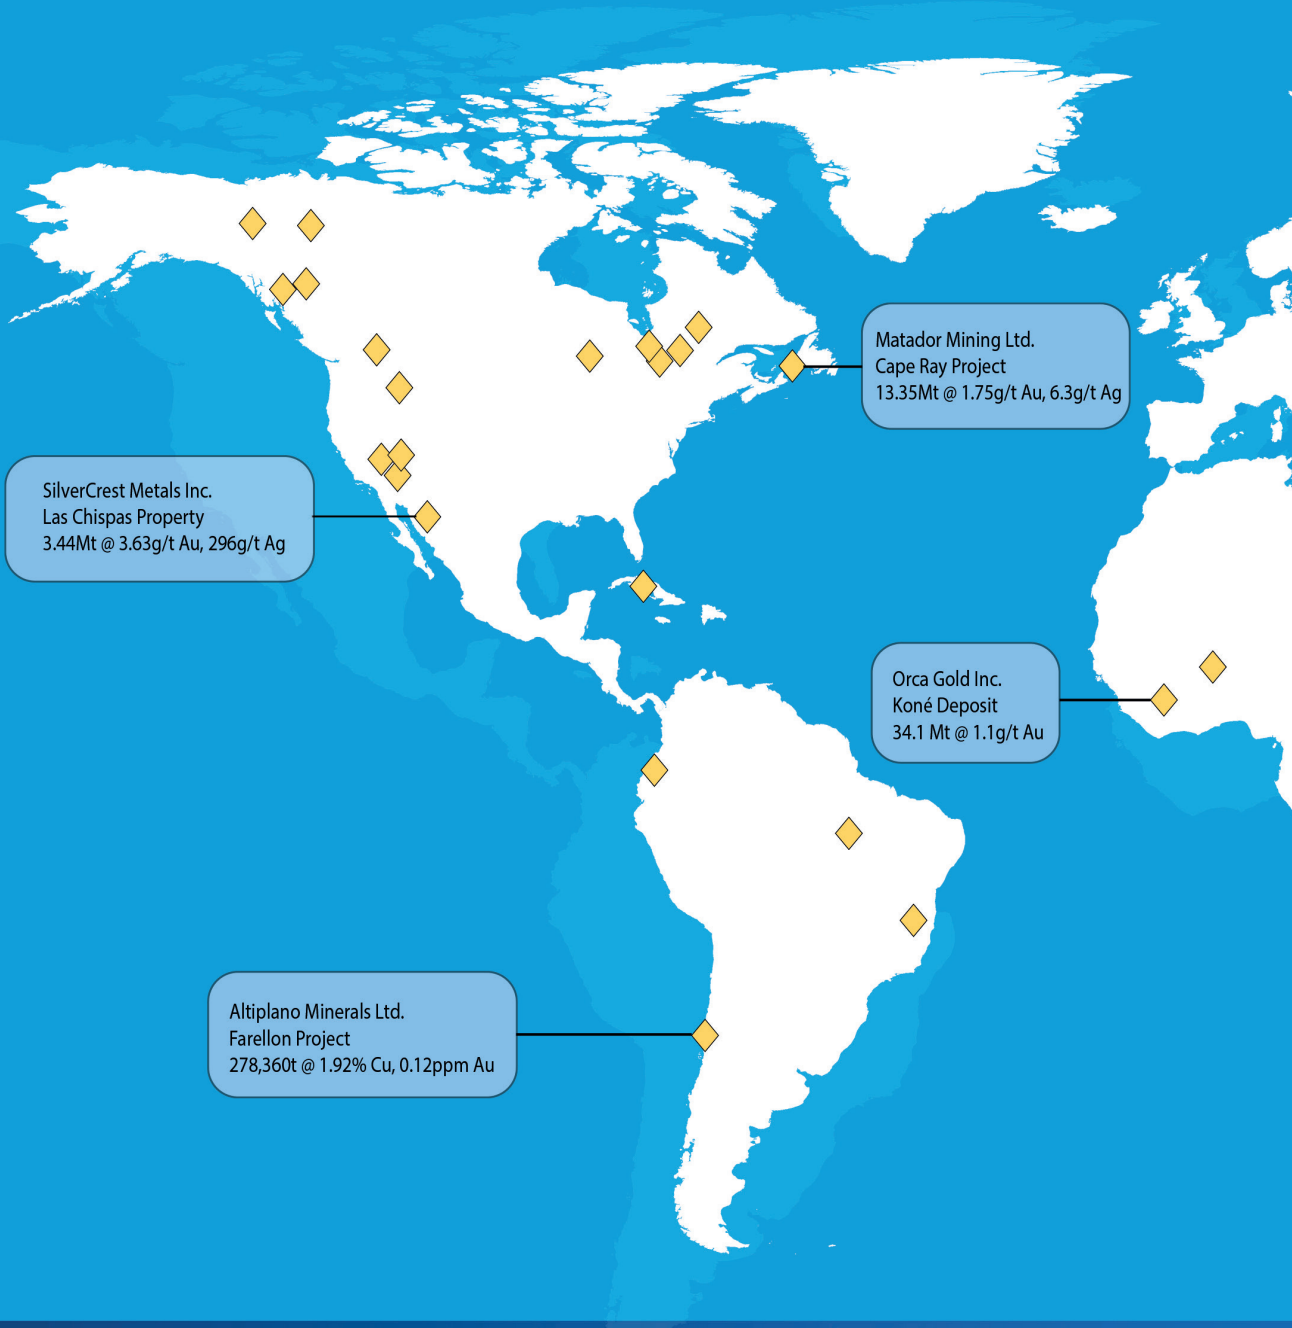 Matador Mining Ltd.
Cape Ray Project
13.35Mt @ 1.75g/t Au, 6.3g/t Ag
SilverCrest Metals Inc.
Las Chispas Property
3.44Mt @ 3.63g/t Au, 296g/t Ag
Orca Gold Inc.
Koné Deposit
34.1 Mt @ 1.1g/t Au
Altiplano Minerals Ltd.
Farellon Project
278,360t @ 1.92% Cu, 0.12ppm Au